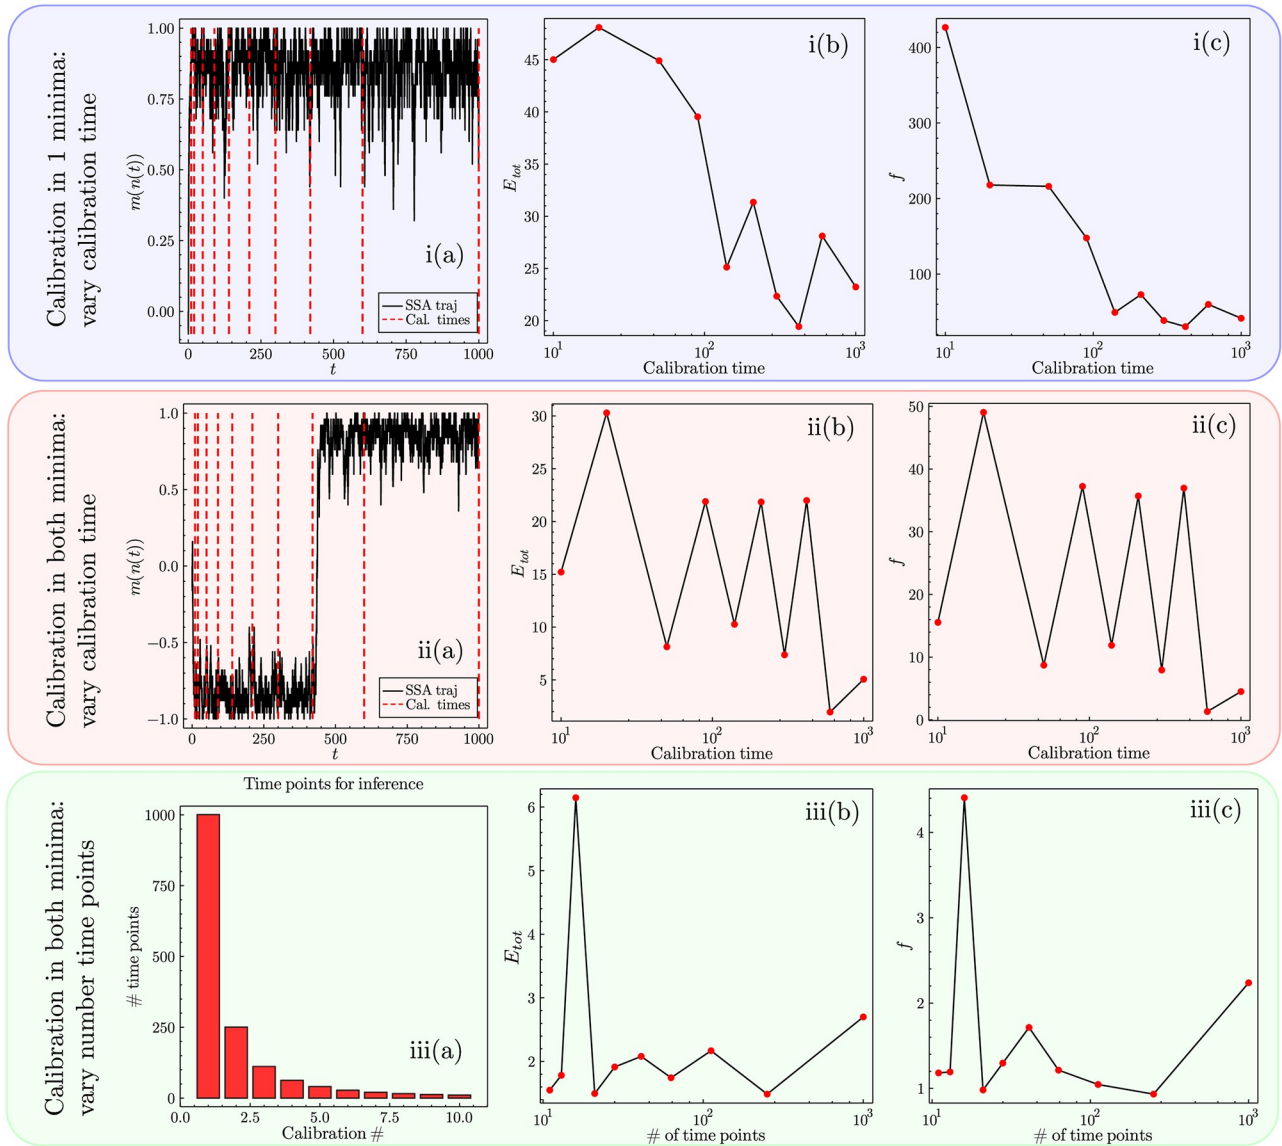 Calibration in 1 minima:
vary calibration time
1.00
0.75
0.50
0.25
0.00
m(n(t))
i(a)
SSA traj
Cal. times
0 250 500 750 1000
t
45
40
35
30
25
20
E_tot
i(b)
10^1 10^2 10^3
Calibration time
400
300
200
100
f
i(c)
10^1 10^2 10^3
Calibration time
Calibration in both minima:
vary calibration time
1.0
0.5
0.0
−0.5
−1.0
m(n(t))
ii(a)
SSA traj
Cal. times
0 250 500 750 1000
t
30
25
20
15
10
5
E_tot
ii(b)
10^1 10^2 10^3
Calibration time
50
40
30
20
10
0
f
ii(c)
10^1 10^2 10^3
Calibration time
Calibration in both minima:
vary number time points
Time points for inference
1000
750
500
250
0
# time points
iii(a)
0.0 2.5 5.0 7.5 10.0
Calibration #
6
5
4
3
2
E_tot
iii(b)
10^1 10^2 10^3
# of time points
4
3
2
1
f
iii(c)
10^1 10^2 10^3
# of time points